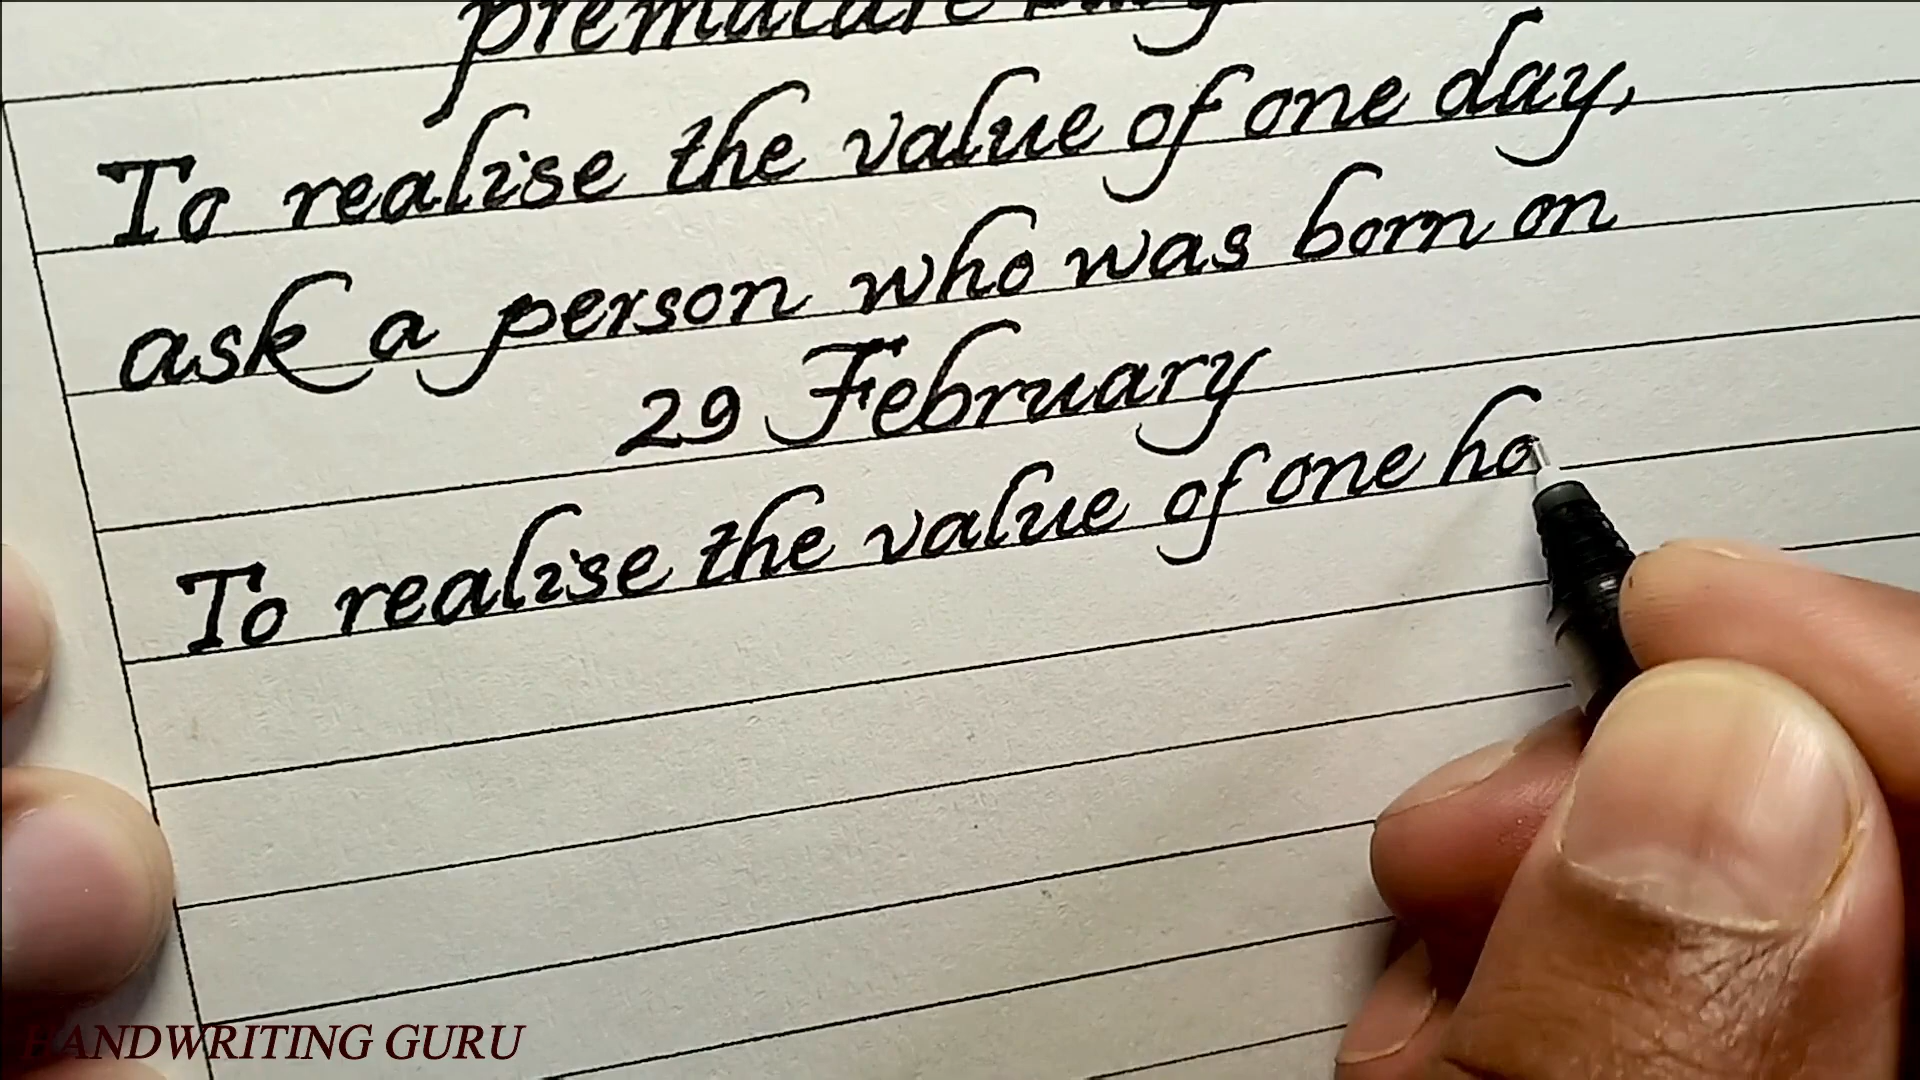 premature
To realise the value of one day,
ask a person who was born on
29 February
To realise the value of one ho
HANDWRITING GURU